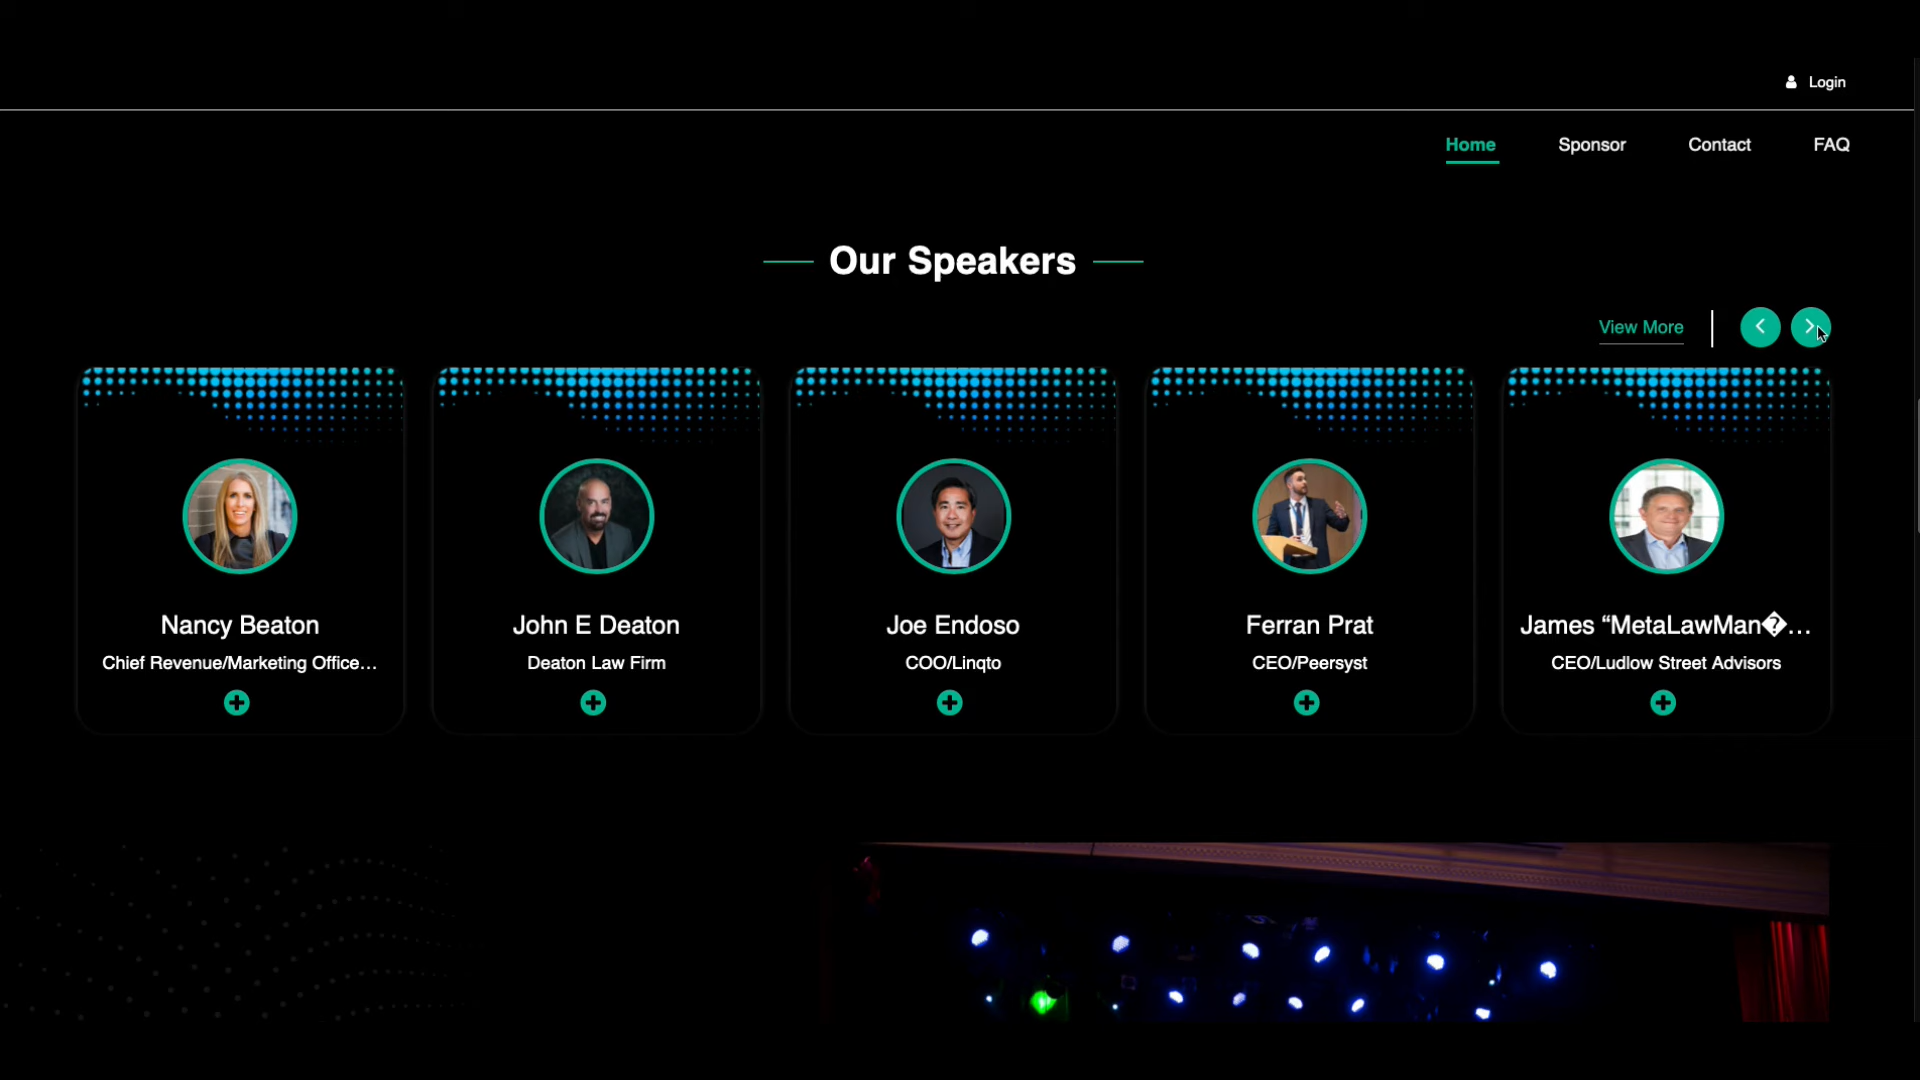 Login
Home Sponsor Contact FAQ
Our Speakers
View More
Nancy Beaton
Chief Revenue/Marketing Office...
John E Deaton
Deaton Law Firm
Joe Endoso
COO/Linqto
Ferran Prat
CEO/Peersyst
James “MetaLawMan�...
CEO/Ludlow Street Advisors